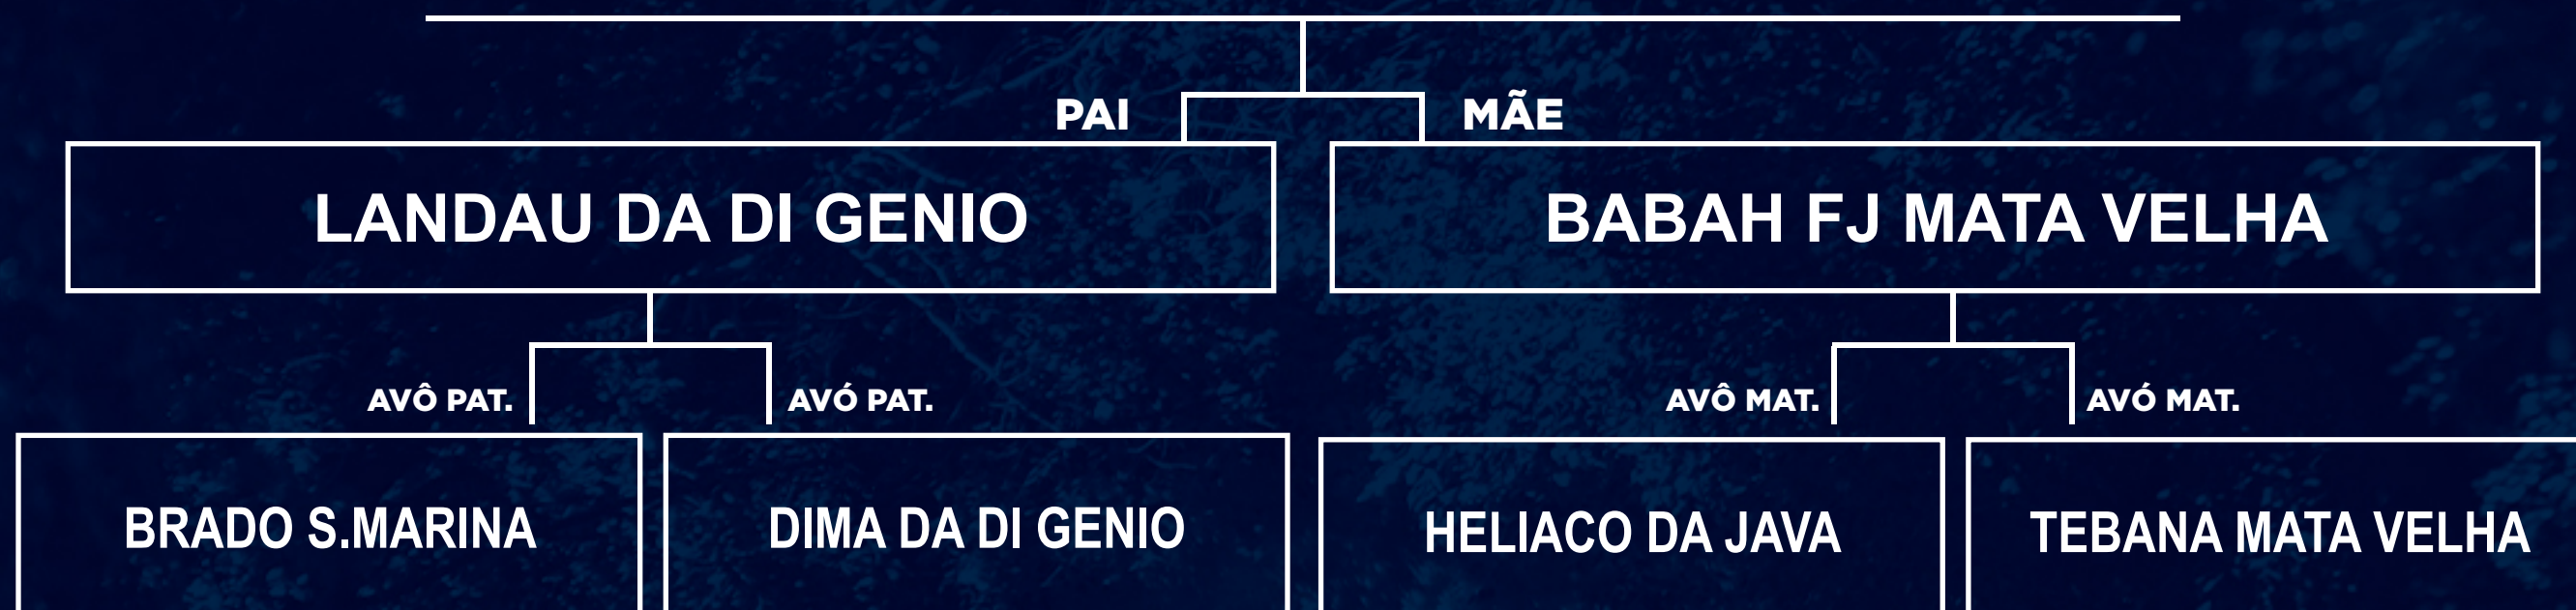 PAI MÃE
LANDAU DA DI GENIO BABAH FJ MATA VELHA
AVÔ PAT. AVÓ PAT. AVÔ MAT. AVÓ MAT.
BRADO S.MARINA DIMA DA DI GENIO HELIACO DA JAVA TEBANA MATA VELHA